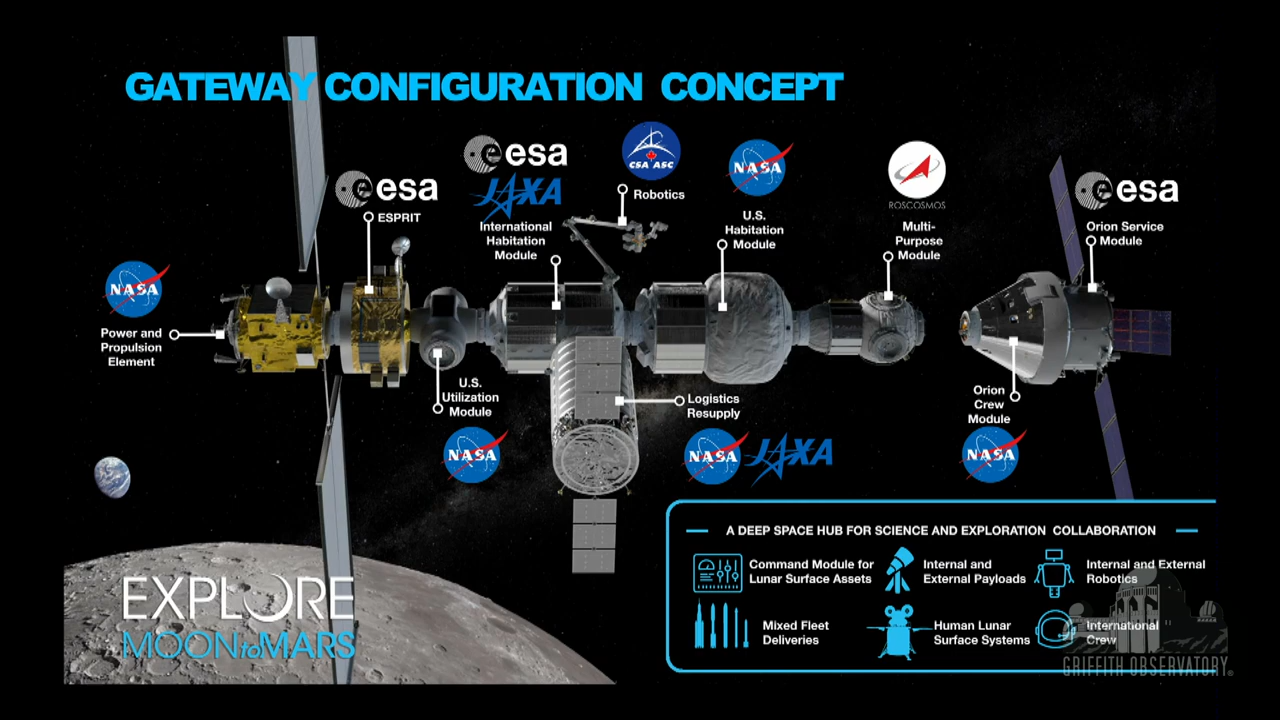 GATEWAY CONFIGURATION CONCEPT
esa
CSA ASC
NASA
esa
JAXA
ROSCOSMOS
esa
ESPRIT
Robotics
International
Habitation
Module
U.S.
Habitation
Module
Multi-
Purpose
Module
Orion Service
Module
NASA
Power and
Propulsion
Element
U.S.
Utilization
Module
NASA
Logistics
Resupply
NASA
JAXA
Orion
Crew
Module
NASA
A DEEP SPACE HUB FOR SCIENCE AND EXPLORATION COLLABORATION
Command Module for
Lunar Surface Assets
Internal and
External Payloads
Internal and External
Robotics
Mixed Fleet
Deliveries
Human Lunar
Surface Systems
International
Crew
EXPLORE
MOONtoMARS
GRIFFITH OBSERVATORY®